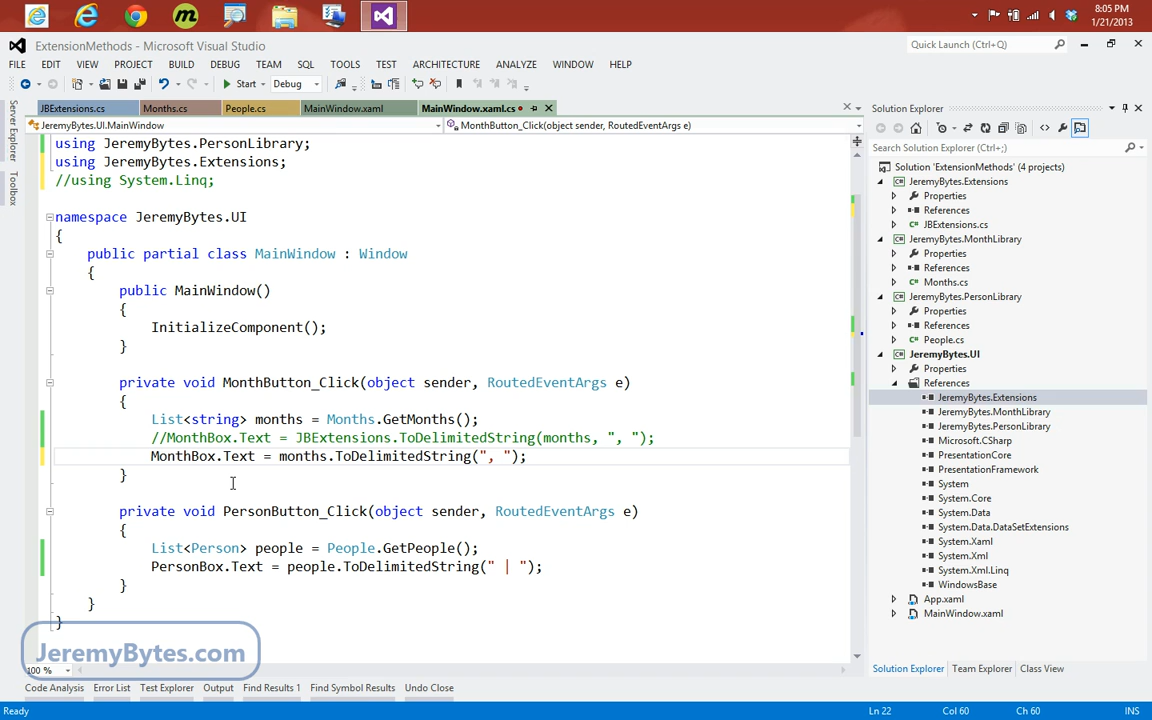 8:05 PM
1/21/2013
ExtensionMethods - Microsoft Visual Studio
Quick Launch (Ctrl+Q)
FILE EDIT VIEW PROJECT BUILD DEBUG TEAM SQL TOOLS TEST ARCHITECTURE ANALYZE WINDOW HELP
Start Debug
Server Explorer
Toolbox
JBExtensions.cs Months.cs People.cs MainWindow.xaml MainWindow.xaml.cs
JeremyBytes.UI.MainWindow MonthButton_Click(object sender, RoutedEventArgs e)
using JeremyBytes.PersonLibrary;
using JeremyBytes.Extensions;
//using System.Linq;
namespace JeremyBytes.UI
{
public partial class MainWindow : Window
{
public MainWindow()
{
InitializeComponent();
}
private void MonthButton_Click(object sender, RoutedEventArgs e)
{
List<string> months = Months.GetMonths();
//MonthBox.Text = JBExtensions.ToDelimitedString(months, ", ");
MonthBox.Text = months.ToDelimitedString(", ");
}
private void PersonButton_Click(object sender, RoutedEventArgs e)
{
List<Person> people = People.GetPeople();
PersonBox.Text = people.ToDelimitedString(" | ");
}
}
}
JeremyBytes.com
100 %
Solution Explorer
Search Solution Explorer (Ctrl+;)
Solution 'ExtensionMethods' (4 projects)
JeremyBytes.Extensions
Properties
References
JBExtensions.cs
JeremyBytes.MonthLibrary
Properties
References
Months.cs
JeremyBytes.PersonLibrary
Properties
References
People.cs
JeremyBytes.UI
Properties
References
JeremyBytes.Extensions
JeremyBytes.MonthLibrary
JeremyBytes.PersonLibrary
Microsoft.CSharp
PresentationCore
PresentationFramework
System
System.Core
System.Data
System.Data.DataSetExtensions
System.Xaml
System.Xml
System.Xml.Linq
WindowsBase
App.xaml
MainWindow.xaml
Solution Explorer Team Explorer Class View
Code Analysis Error List Test Explorer Output Find Results 1 Find Symbol Results Undo Close
Ready Ln 22 Col 60 Ch 60 INS